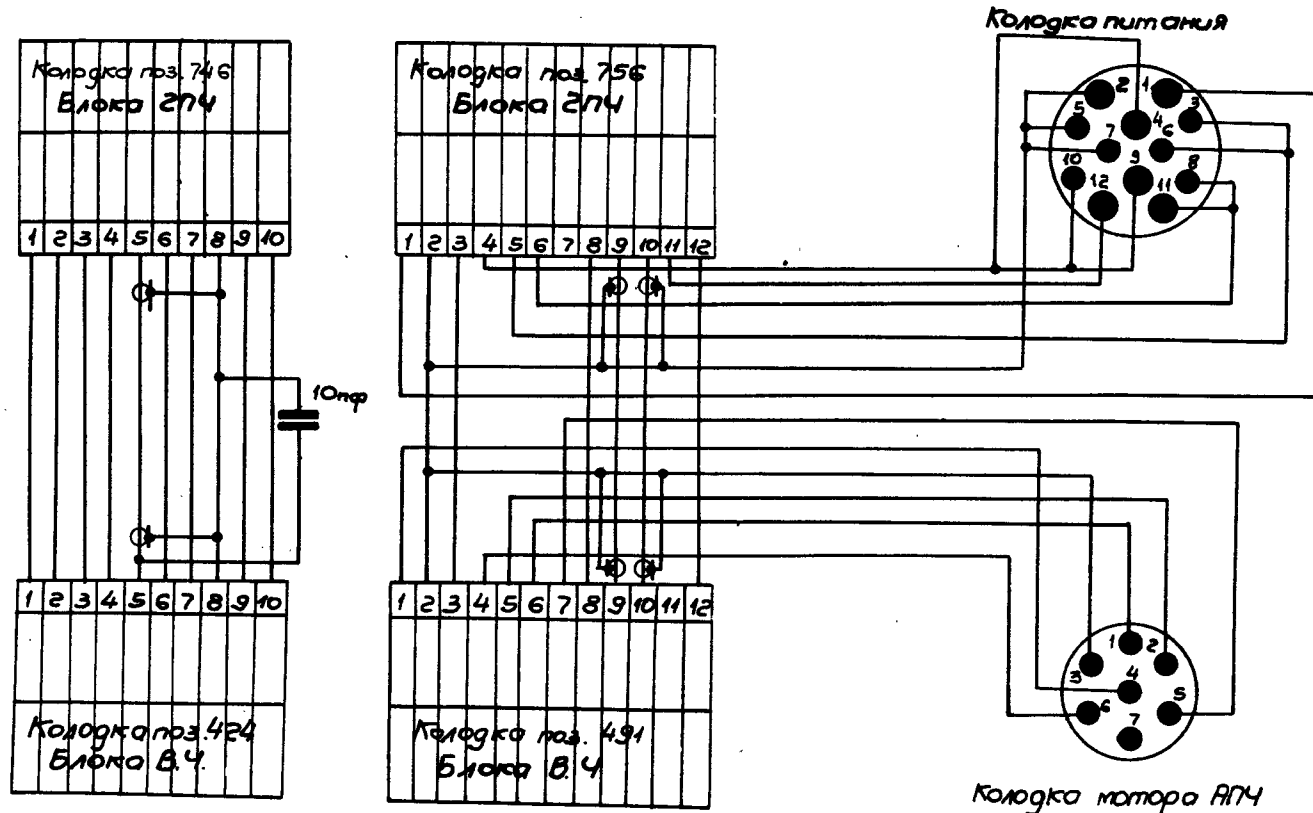 Колодка питания
Колодка поз. 746
Блока 2ПЧ
1 2 3 4 5 6 7 8 9 10
Колодка поз. 756
Блока 2ПЧ
1 2 3 4 5 6 7 8 9 10 11 12
2 1
5 3
7 4 6
10 9 8
12 11
10пф
1 2 3 4 5 6 7 8 9 10
Колодка поз. 424
Блока В.Ч.
1 2 3 4 5 6 7 8 9 10 11 12
Колодка поз. 491
Блока В.Ч
1 2
3 4
6 5
7
Колодка мотора АПЧ